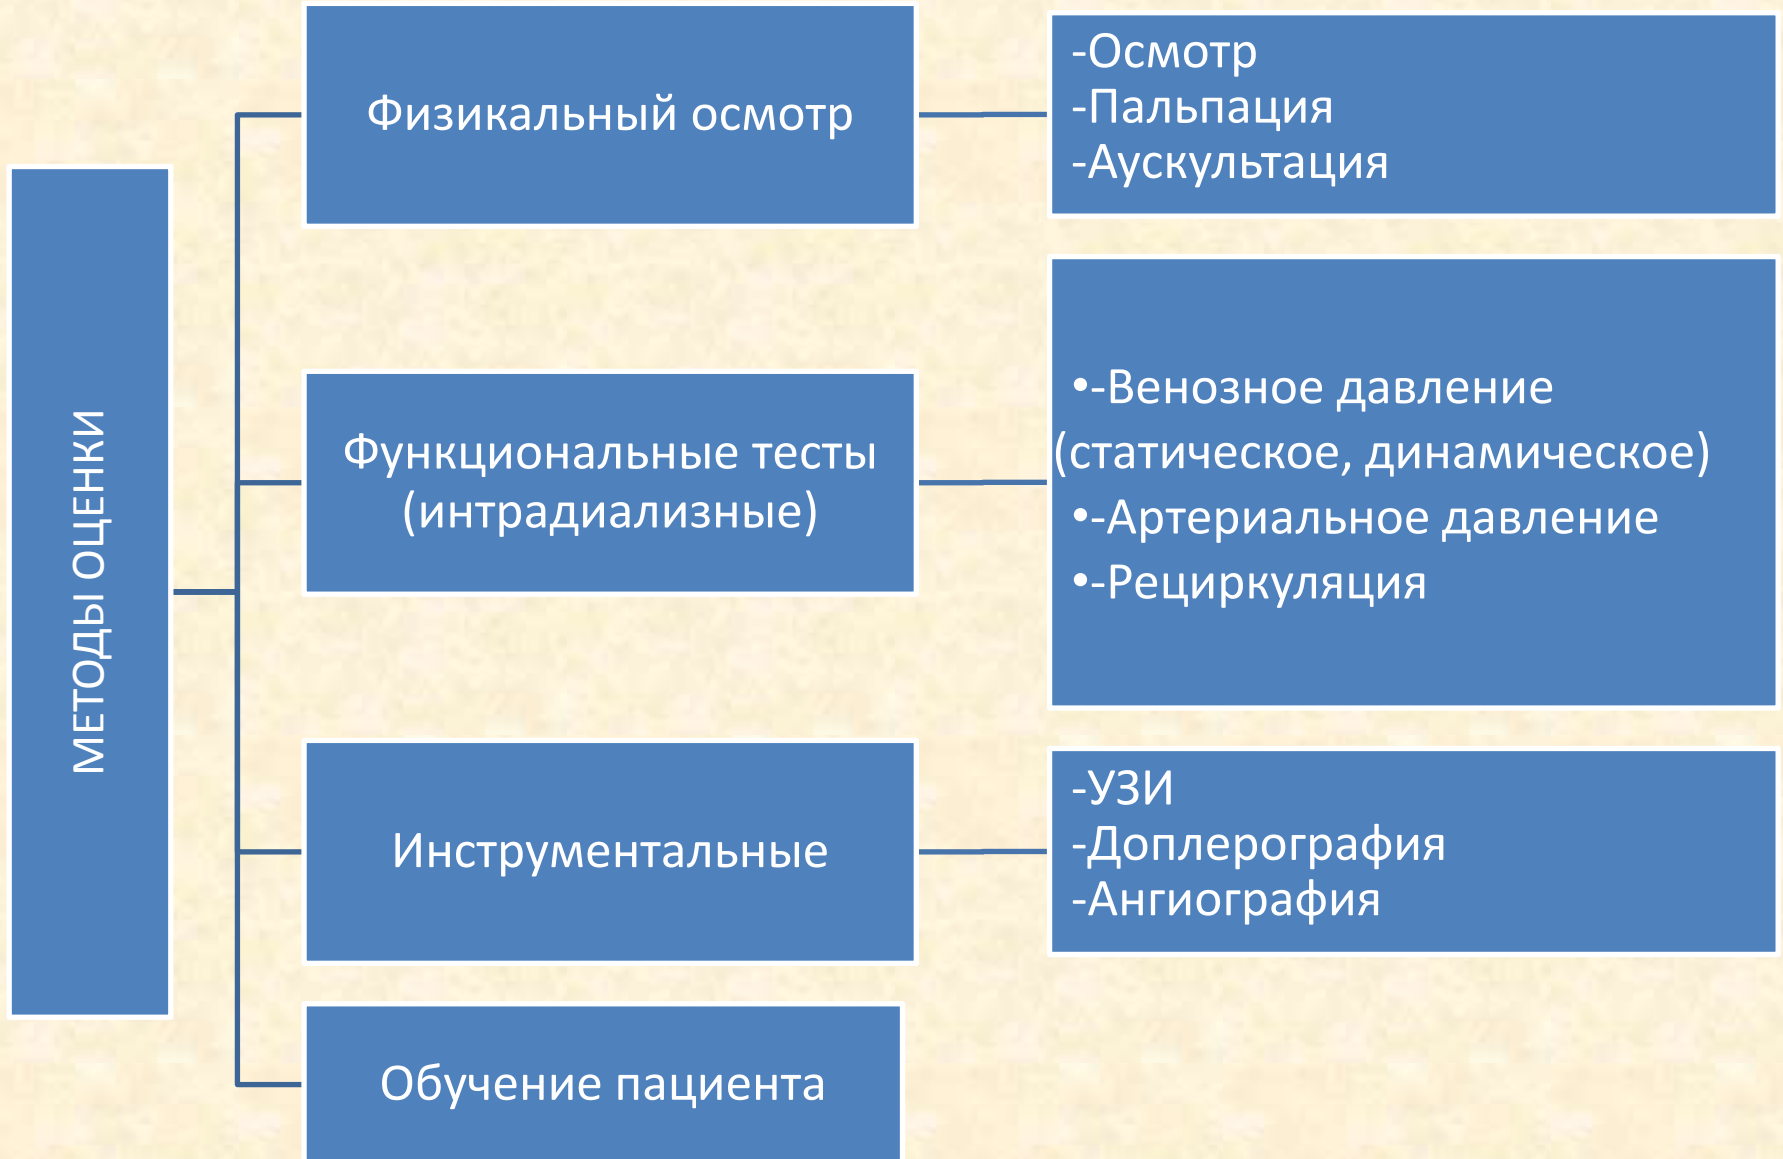 МЕТОДЫ ОЦЕНКИ
Физикальный осмотр
-Осмотр
-Пальпация
-Аускультация
Функциональные тесты
(интрадиализные)
•-Венозное давление
(статическое, динамическое)
•-Артериальное давление
•-Рециркуляция
Инструментальные
-УЗИ
-Доплерография
-Ангиография
Обучение пациента